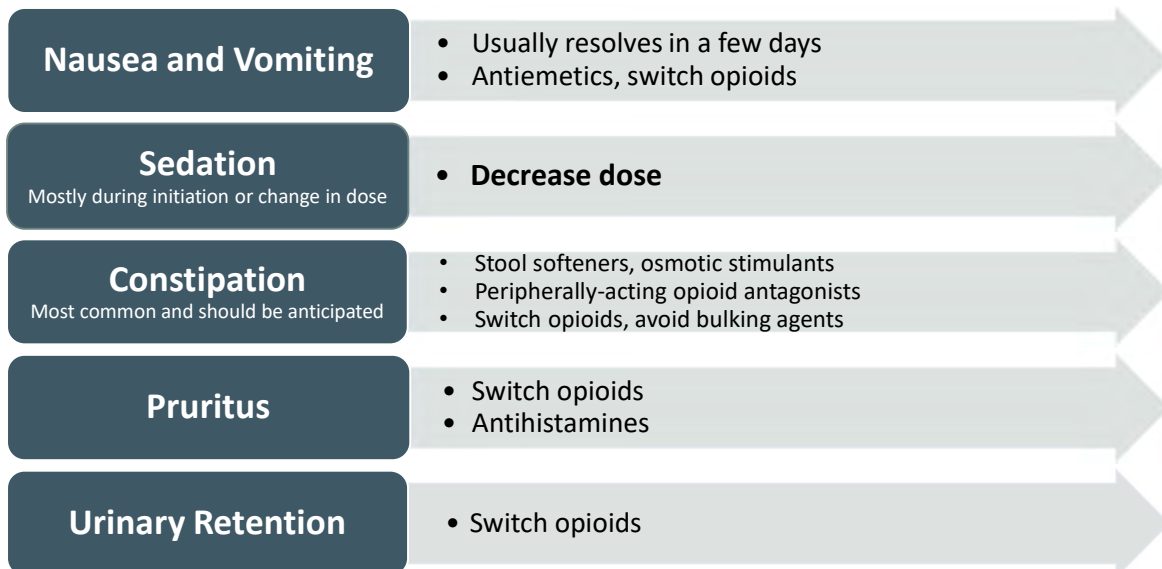 Nausea and Vomiting
• Usually resolves in a few days
• Antiemetics, switch opioids
Sedation
Mostly during initiation or change in dose
• Decrease dose
Constipation
Most common and should be anticipated
• Stool softeners, osmotic stimulants
• Peripherally-acting opioid antagonists
• Switch opioids, avoid bulking agents
Pruritus
• Switch opioids
• Antihistamines
Urinary Retention
• Switch opioids